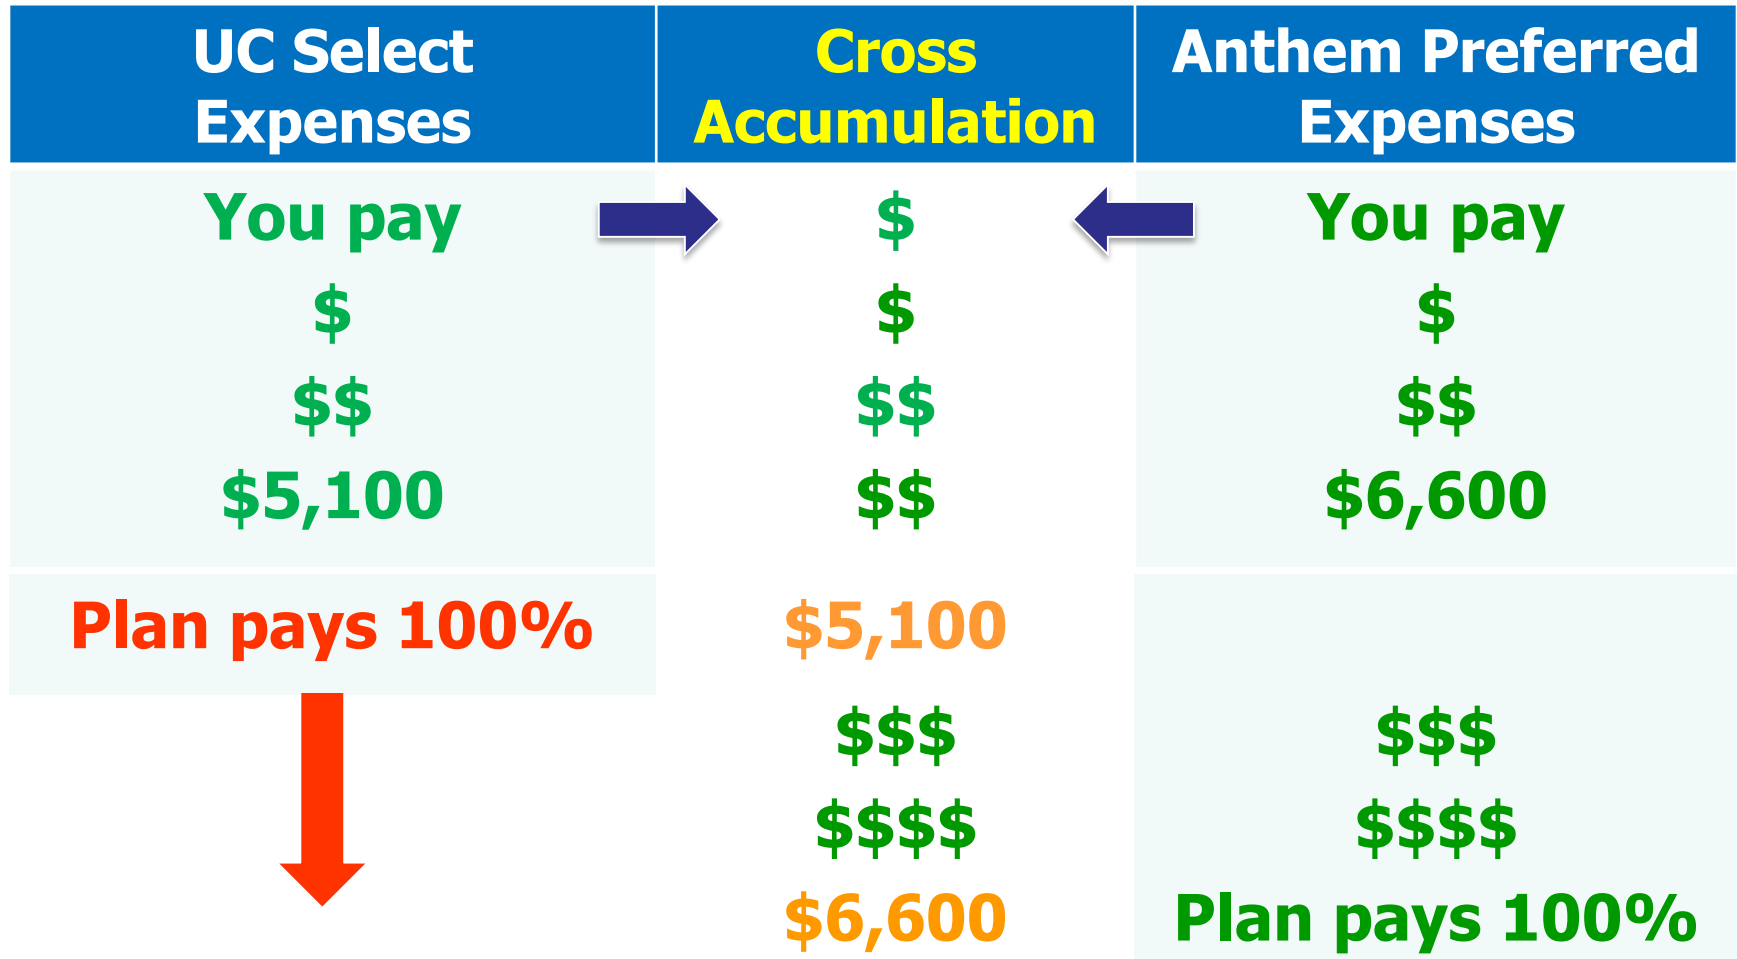 UC Select
Expenses
Cross
Accumulation
Anthem Preferred
Expenses
You pay
$
You pay
$
$
$
$$
$$
$$
$5,100
$$
$6,600
Plan pays 100%
$5,100
$$$
$$$
$$$$
$$$$
$6,600
Plan pays 100%